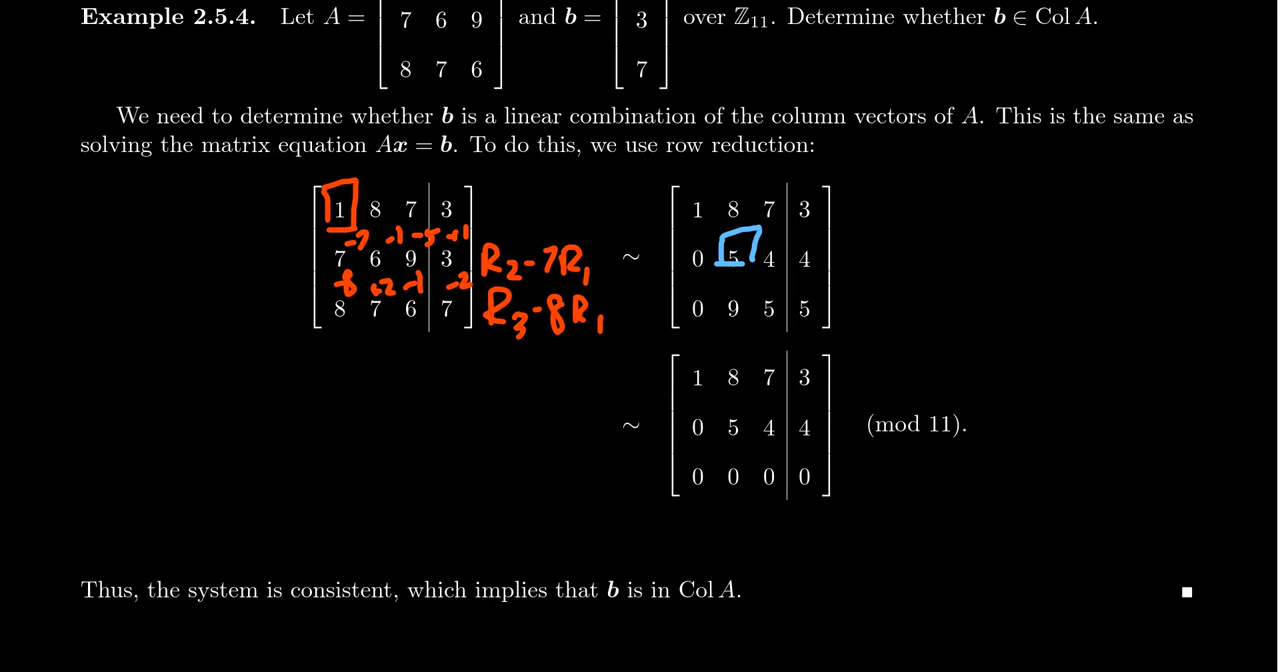 Example 2.5.4. Let A = [ 7 6 9 and b = [ 3 over ℤ₁₁. Determine whether b ∈ Col A.
8 7 6 ] 7 ]
We need to determine whether b is a linear combination of the column vectors of A. This is the same as
solving the matrix equation Ax = b. To do this, we use row reduction:
1 8 7 | 3
-7 -1 -5 +1
7 6 9 | 3 R₂-7R₁
-8 +2 -1 -2
8 7 6 | 7 R₃-8R₁
~ 1 8 7 | 3
0 5 4 | 4
0 9 5 | 5
~ 1 8 7 | 3
0 5 4 | 4 (mod 11).
0 0 0 | 0
Thus, the system is consistent, which implies that b is in Col A.